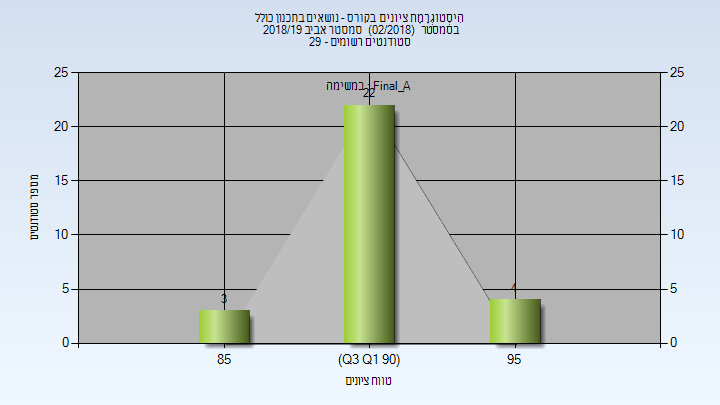 היסטוגרמת ציונים בקורס - נושאים בתכנון כולל
בסמסטר (02/2018) סמסטר אביב 2018/19
סטודנטים רשומים - 29
במשימה : Final_A
25
20
15
10
5
0
25
20
15
10
5
0
מספר סטודנטים
3
22
4
85
(Q3 Q1 90)
95
טווח ציונים